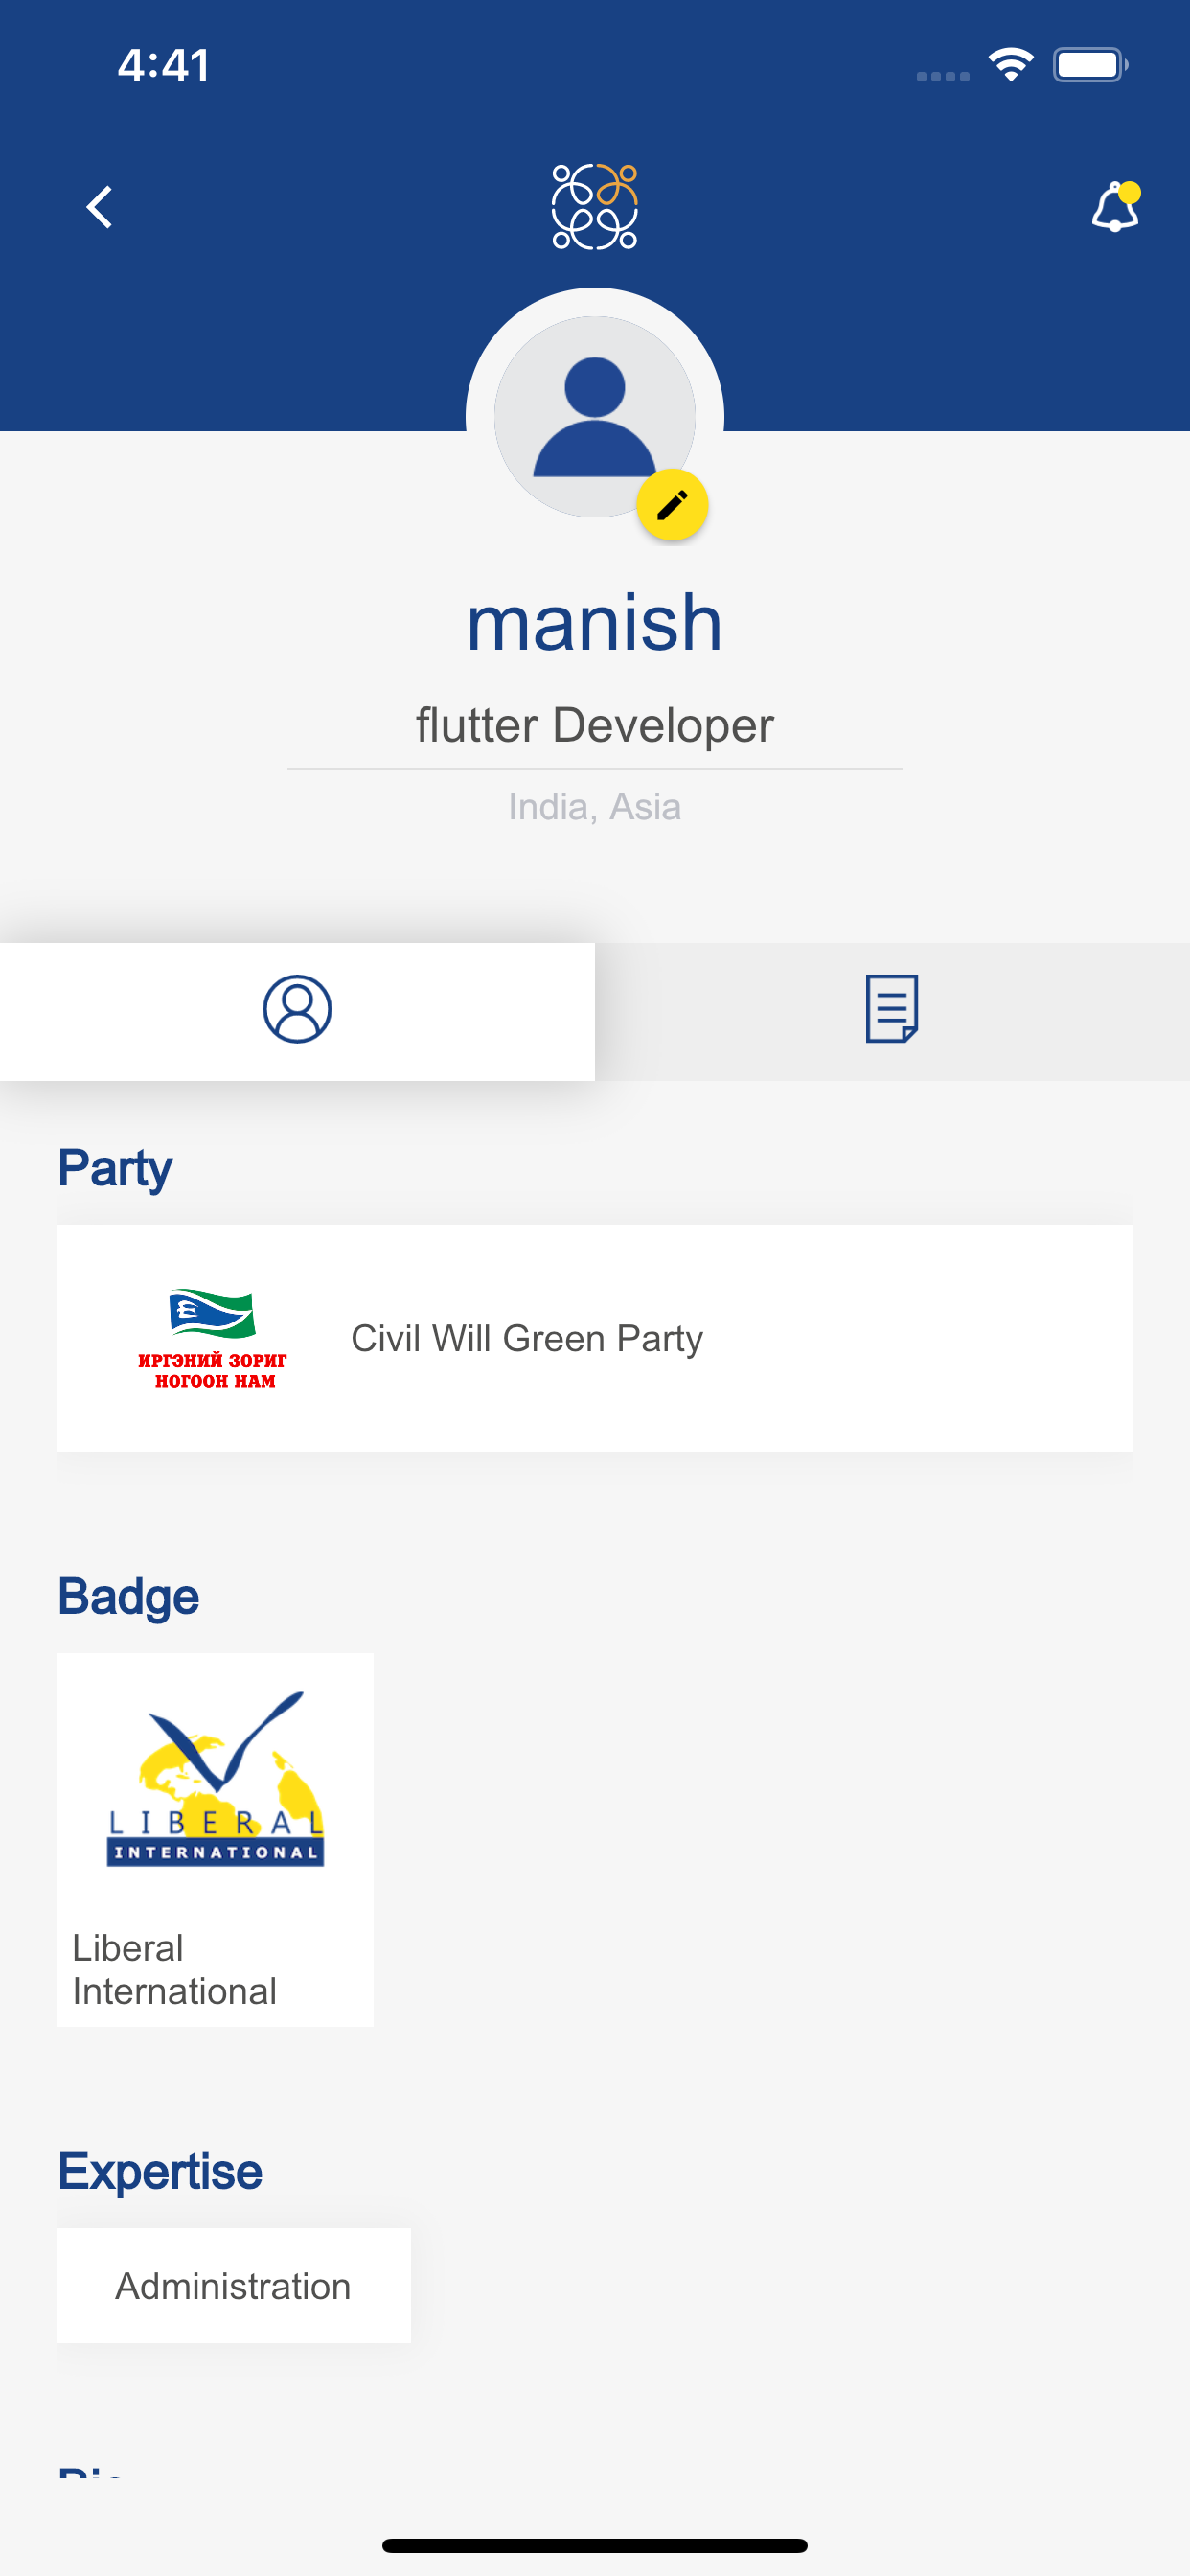 4:41
manish
flutter Developer
India, Asia
Party
ИРГЭНИЙ ЗОРИГ
НОГООН НАМ
Civil Will Green Party
Badge
LIBERAL
INTERNATIONAL
Liberal
International
Expertise
Administration